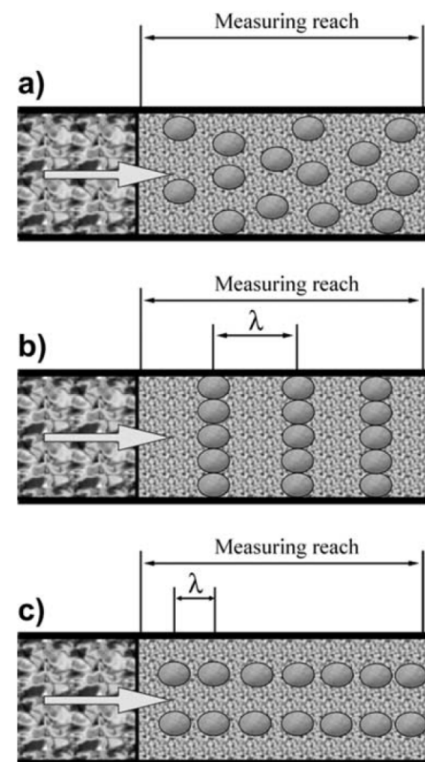 Measuring reach
a)
Measuring reach
λ
b)
Measuring reach
λ
c)